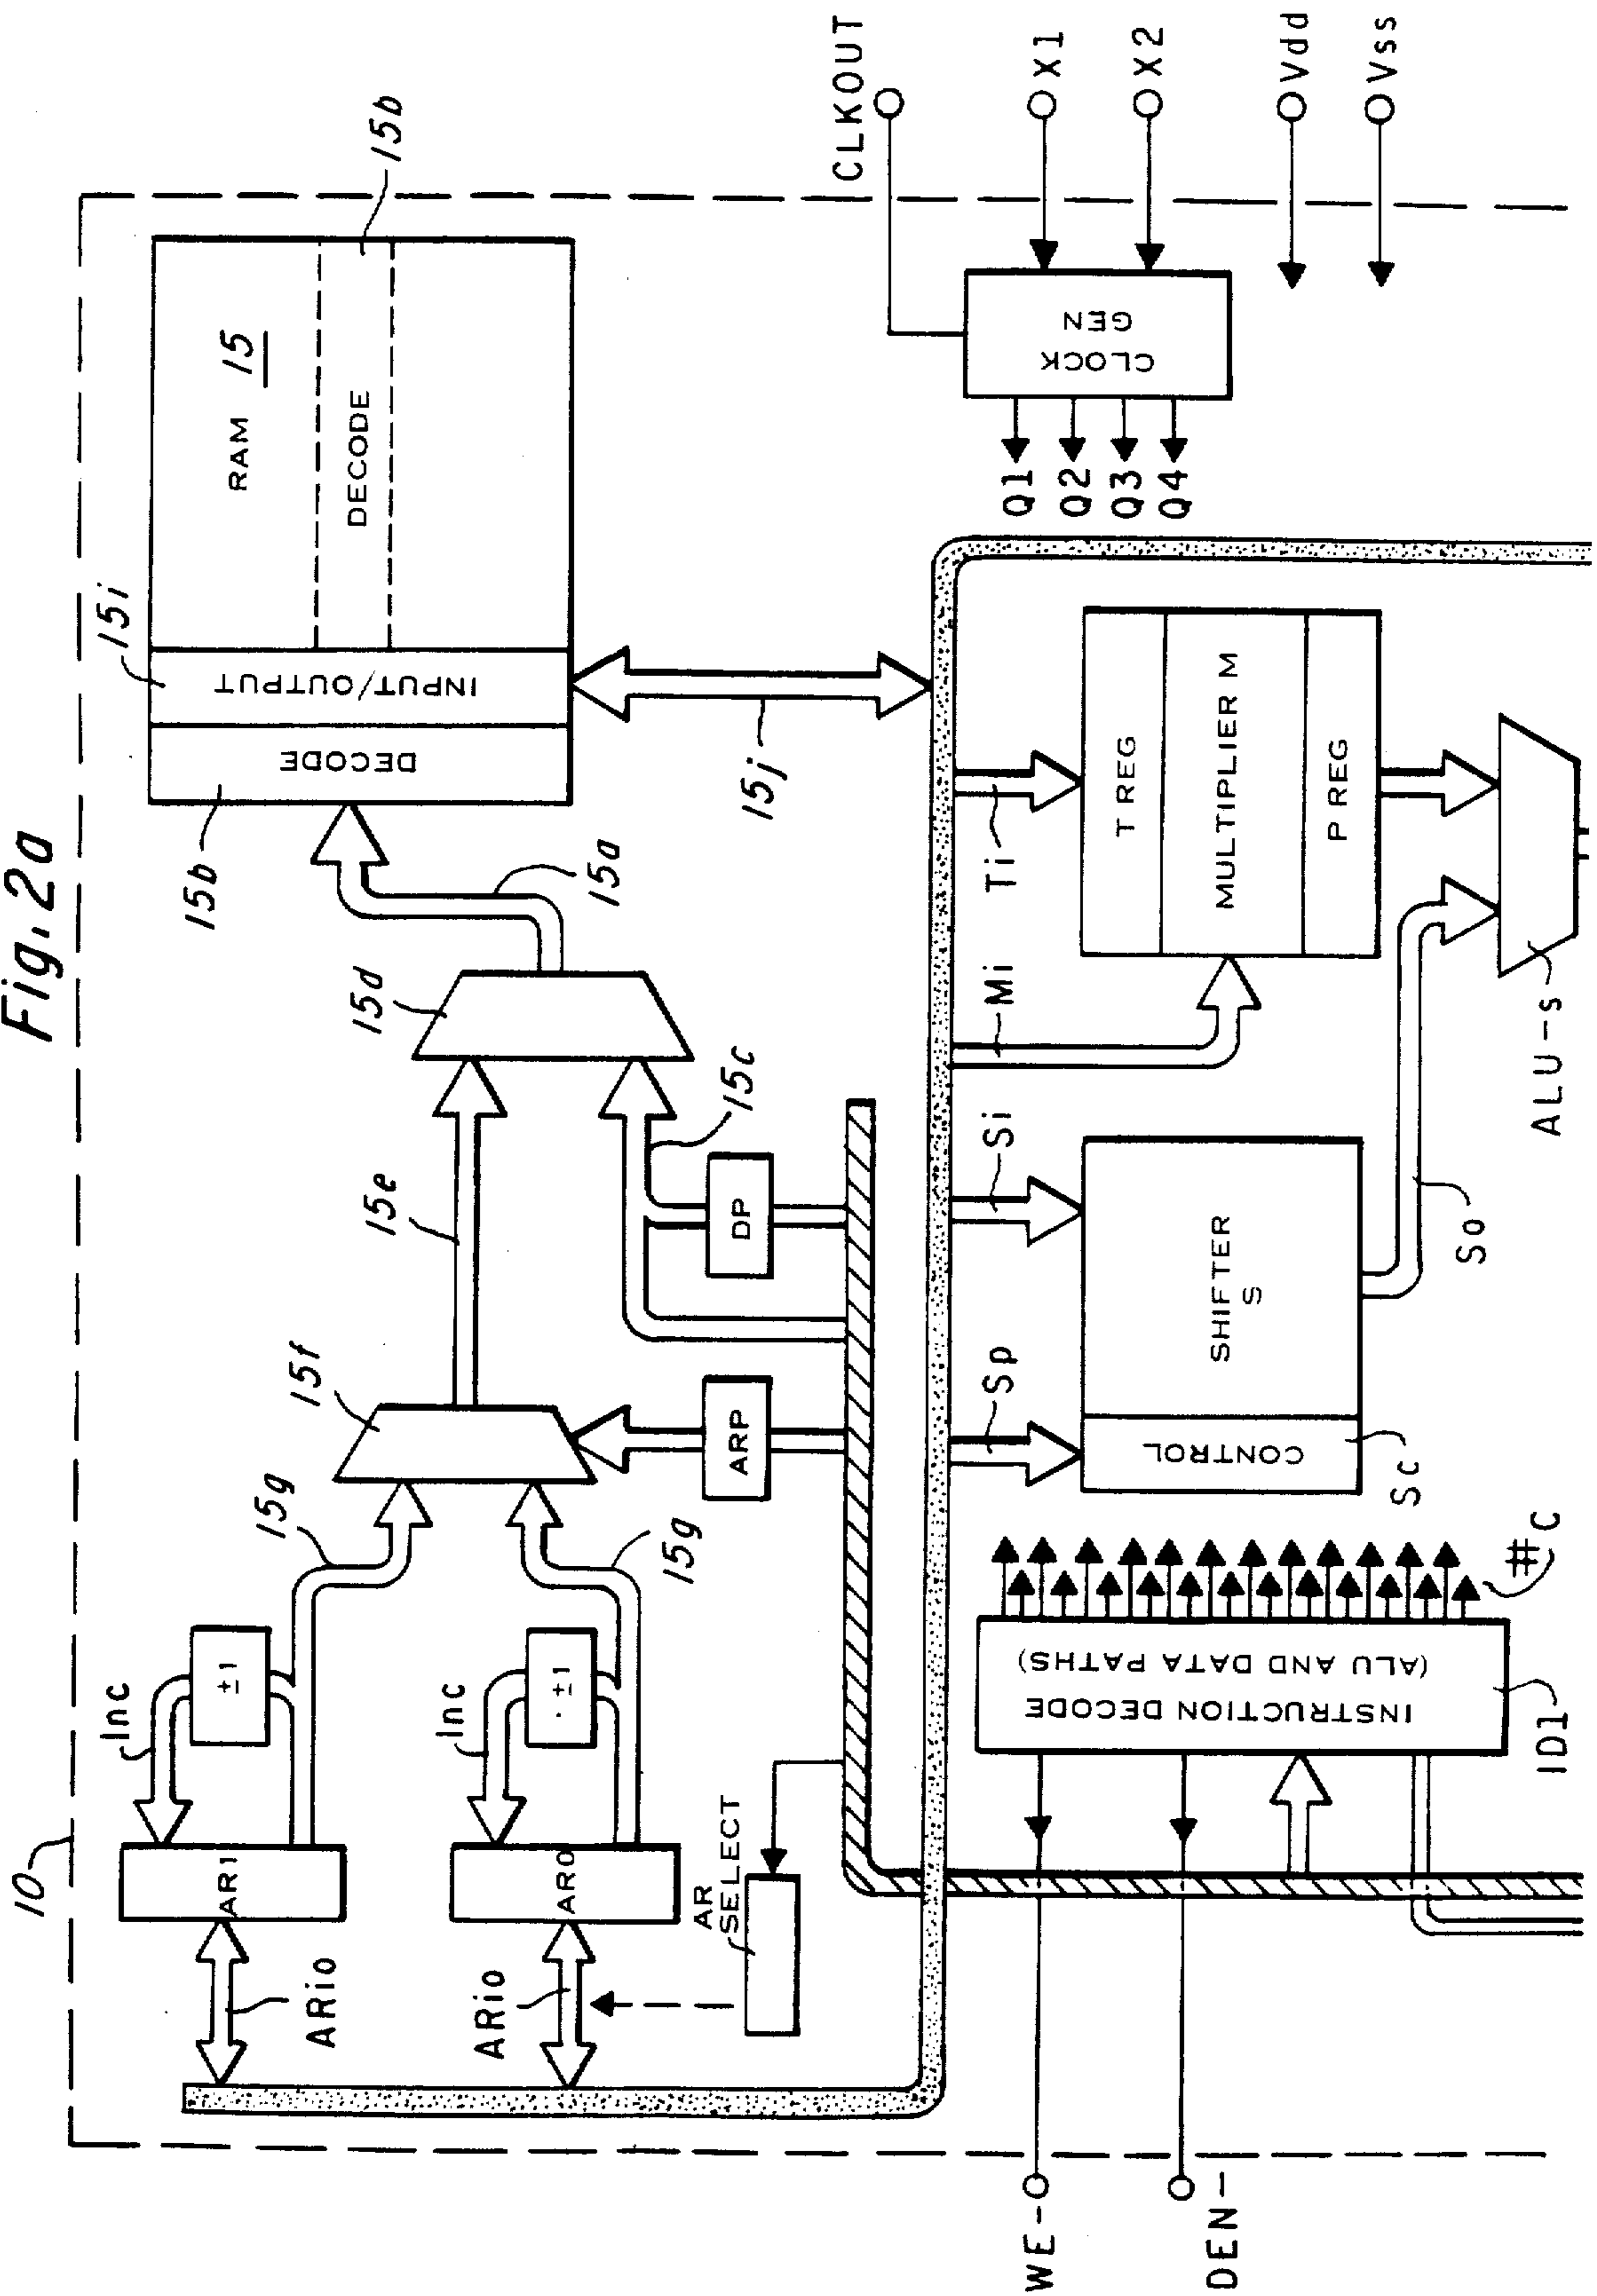 Fig. 2a
10
Inc
±1
AR1
ARio
15g
15f
15e
15d
15b
15i
DECODE
INPUT/OUTPUT
RAM
15
DECODE
15b
15a
Inc
±1
AR0
ARio
15g
AR SELECT
ARP
DP
15c
15j
CLKOUT
X1
X2
Vdd
Vss
CLOCK GEN
Q1
Q2
Q3
Q4
WE-
DEN-
INSTRUCTION DECODE
(ALU AND DATA PATHS)
ID1
#C
Sp
Si
CONTROL
Sc
SHIFTER
S
So
Mi
Ti
T REG
MULTIPLIER M
P REG
ALU-s